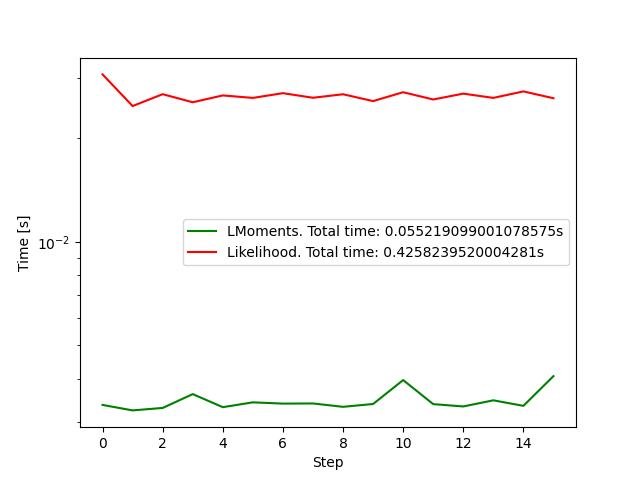 Time [s]
10⁻²
LMoments. Total time: 0.055219099001078575s
Likelihood. Total time: 0.4258239520004281s
0 2 4 6 8 10 12 14
Step